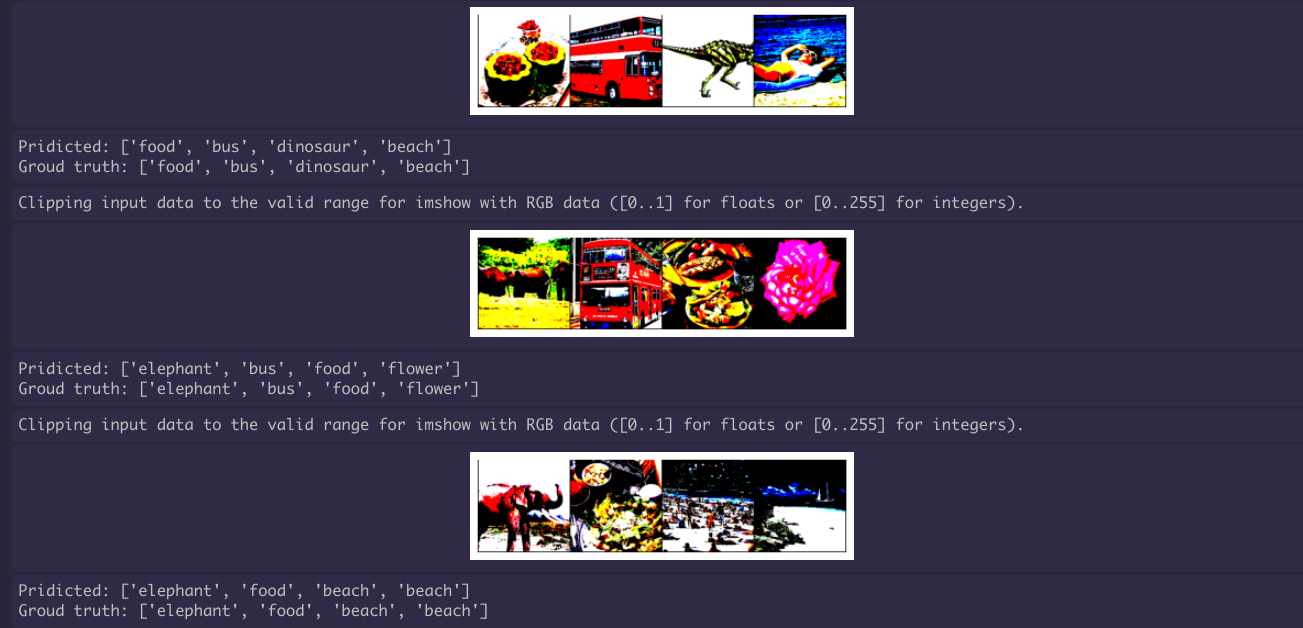 Pridicted: ['food', 'bus', 'dinosaur', 'beach']
Groud truth: ['food', 'bus', 'dinosaur', 'beach']
Clipping input data to the valid range for imshow with RGB data ([0..1] for floats or [0..255] for integers).
Pridicted: ['elephant', 'bus', 'food', 'flower']
Groud truth: ['elephant', 'bus', 'food', 'flower']
Clipping input data to the valid range for imshow with RGB data ([0..1] for floats or [0..255] for integers).
Pridicted: ['elephant', 'food', 'beach', 'beach']
Groud truth: ['elephant', 'food', 'beach', 'beach']